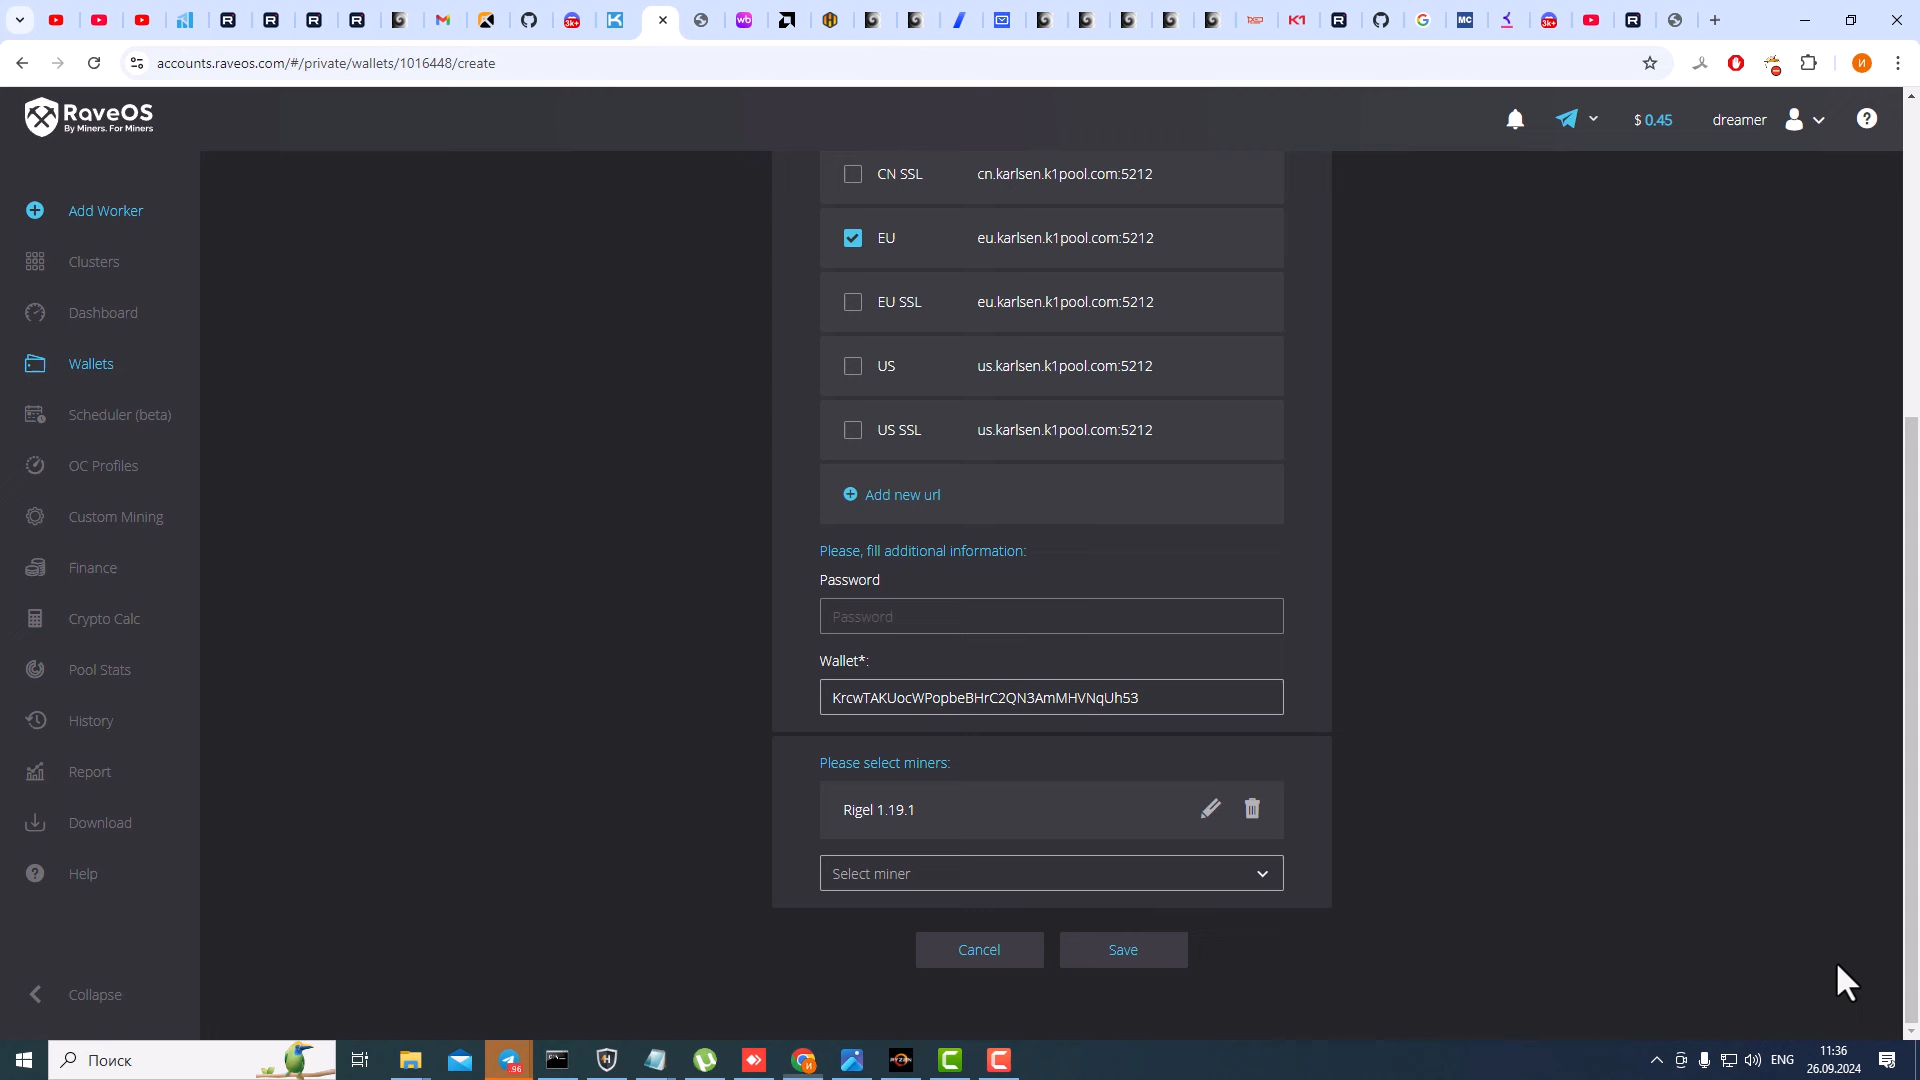 accounts.raveos.com/#/private/wallets/1016448/create
RaveOS
By Miners. For Miners
$ 0.45
dreamer
Add Worker
Clusters
Dashboard
Wallets
Scheduler (beta)
OC Profiles
Custom Mining
Finance
Crypto Calc
Pool Stats
History
Report
Download
Help
Collapse
CN SSL cn.karlsen.k1pool.com:5212
EU eu.karlsen.k1pool.com:5212
EU SSL eu.karlsen.k1pool.com:5212
US us.karlsen.k1pool.com:5212
US SSL us.karlsen.k1pool.com:5212
Add new url
Please, fill additional information:
Password
Password
Wallet*:
KrcwTAKUocWPopbeBHrC2QN3AmMHVNqUh53
Please select miners:
Rigel 1.19.1
Select miner
Cancel
Save
Поиск
ENG
11:36
26.09.2024